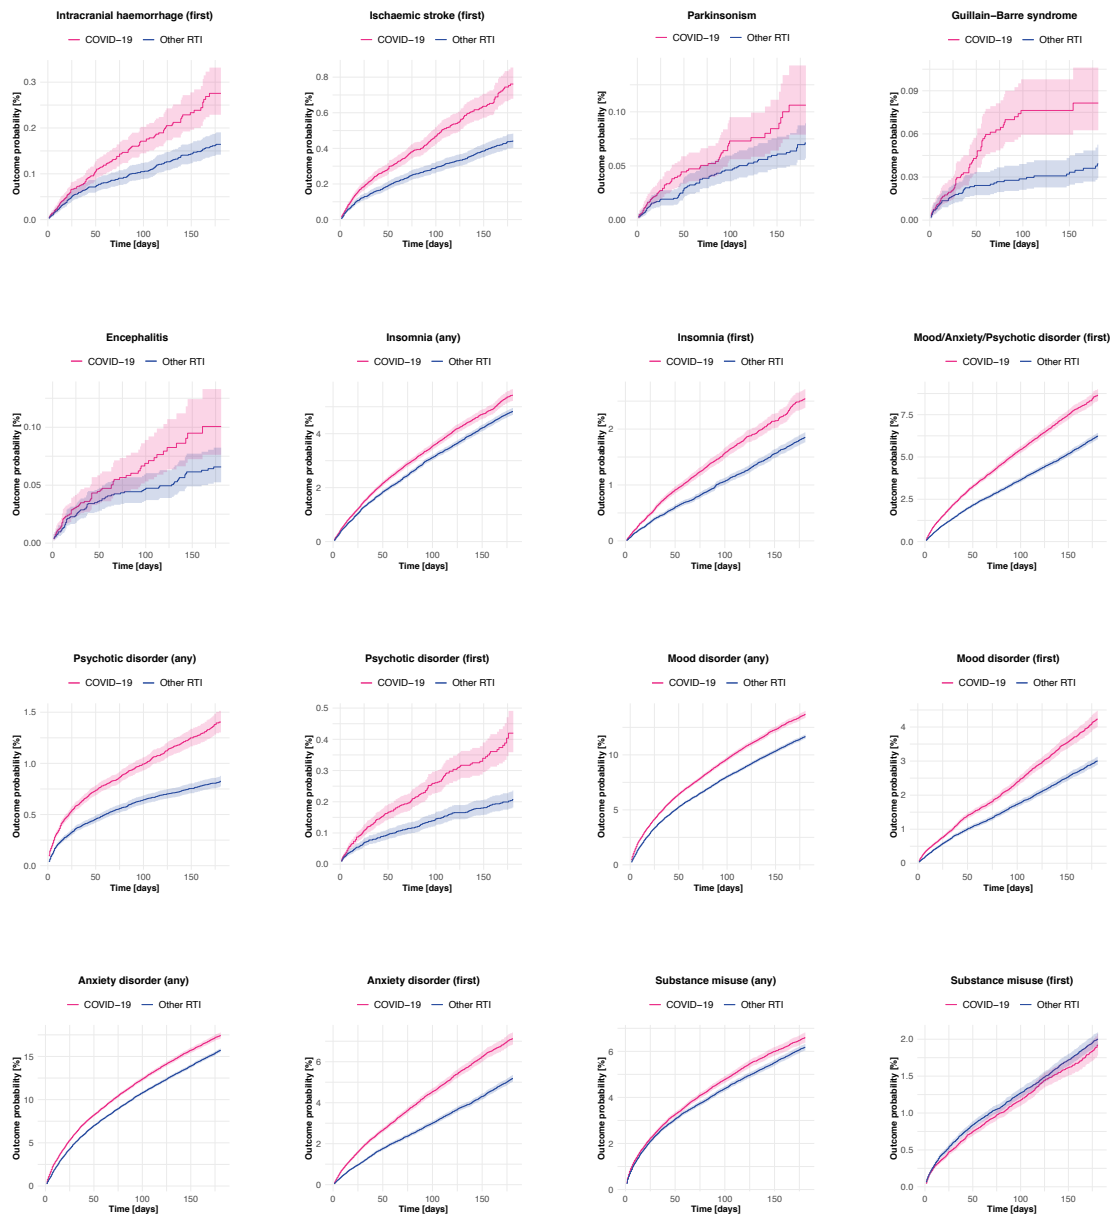 Intracranial haemorrhage (first)
COVID−19 Other RTI
Outcome probability [%]
0.3
0.2
0.1
0.0
0 50 100 150
Time [days]
Ischaemic stroke (first)
COVID−19 Other RTI
Outcome probability [%]
0.8
0.6
0.4
0.2
0.0
0 50 100 150
Time [days]
Parkinsonism
COVID−19 Other RTI
Outcome probability [%]
0.10
0.05
0.00
0 50 100 150
Time [days]
Guillain−Barre syndrome
COVID−19 Other RTI
Outcome probability [%]
0.09
0.06
0.03
0.00
0 50 100 150
Time [days]
Encephalitis
COVID−19 Other RTI
Outcome probability [%]
0.10
0.05
0.00
0 50 100 150
Time [days]
Insomnia (any)
COVID−19 Other RTI
Outcome probability [%]
4
2
0
0 50 100 150
Time [days]
Insomnia (first)
COVID−19 Other RTI
Outcome probability [%]
2
1
0
0 50 100 150
Time [days]
Mood/Anxiety/Psychotic disorder (first)
COVID−19 Other RTI
Outcome probability [%]
7.5
5.0
2.5
0.0
0 50 100 150
Time [days]
Psychotic disorder (any)
COVID−19 Other RTI
Outcome probability [%]
1.5
1.0
0.5
0.0
0 50 100 150
Time [days]
Psychotic disorder (first)
COVID−19 Other RTI
Outcome probability [%]
0.5
0.4
0.3
0.2
0.1
0.0
0 50 100 150
Time [days]
Mood disorder (any)
COVID−19 Other RTI
Outcome probability [%]
10
5
0
0 50 100 150
Time [days]
Mood disorder (first)
COVID−19 Other RTI
Outcome probability [%]
4
3
2
1
0
0 50 100 150
Time [days]
Anxiety disorder (any)
COVID−19 Other RTI
Outcome probability [%]
15
10
5
0
0 50 100 150
Time [days]
Anxiety disorder (first)
COVID−19 Other RTI
Outcome probability [%]
6
4
2
0
0 50 100 150
Time [days]
Substance misuse (any)
COVID−19 Other RTI
Outcome probability [%]
6
4
2
0
0 50 100 150
Time [days]
Substance misuse (first)
COVID−19 Other RTI
Outcome probability [%]
2.0
1.5
1.0
0.5
0.0
0 50 100 150
Time [days]